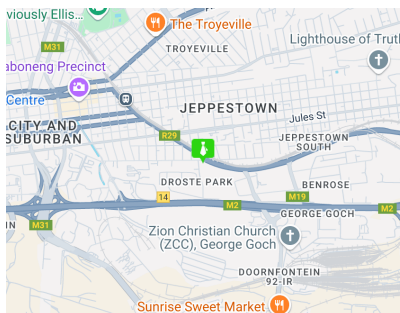 viously Ellis...
The Troyeville
M31
TROYEVILLE
Lighthouse of Truth
aboneng Precinct
Centre
JEPPESTOWN
Jules St
CITY AND
SUBURBAN
R29
JEPPESTOWN
SOUTH
DROSTE PARK
BENROSE
14
M19
M2
GEORGE GOCH
M2
IN
M31
Zion Christian Church
(ZCC), George Goch
DOORNFONTEIN
92-IR
Sunrise Sweet Market